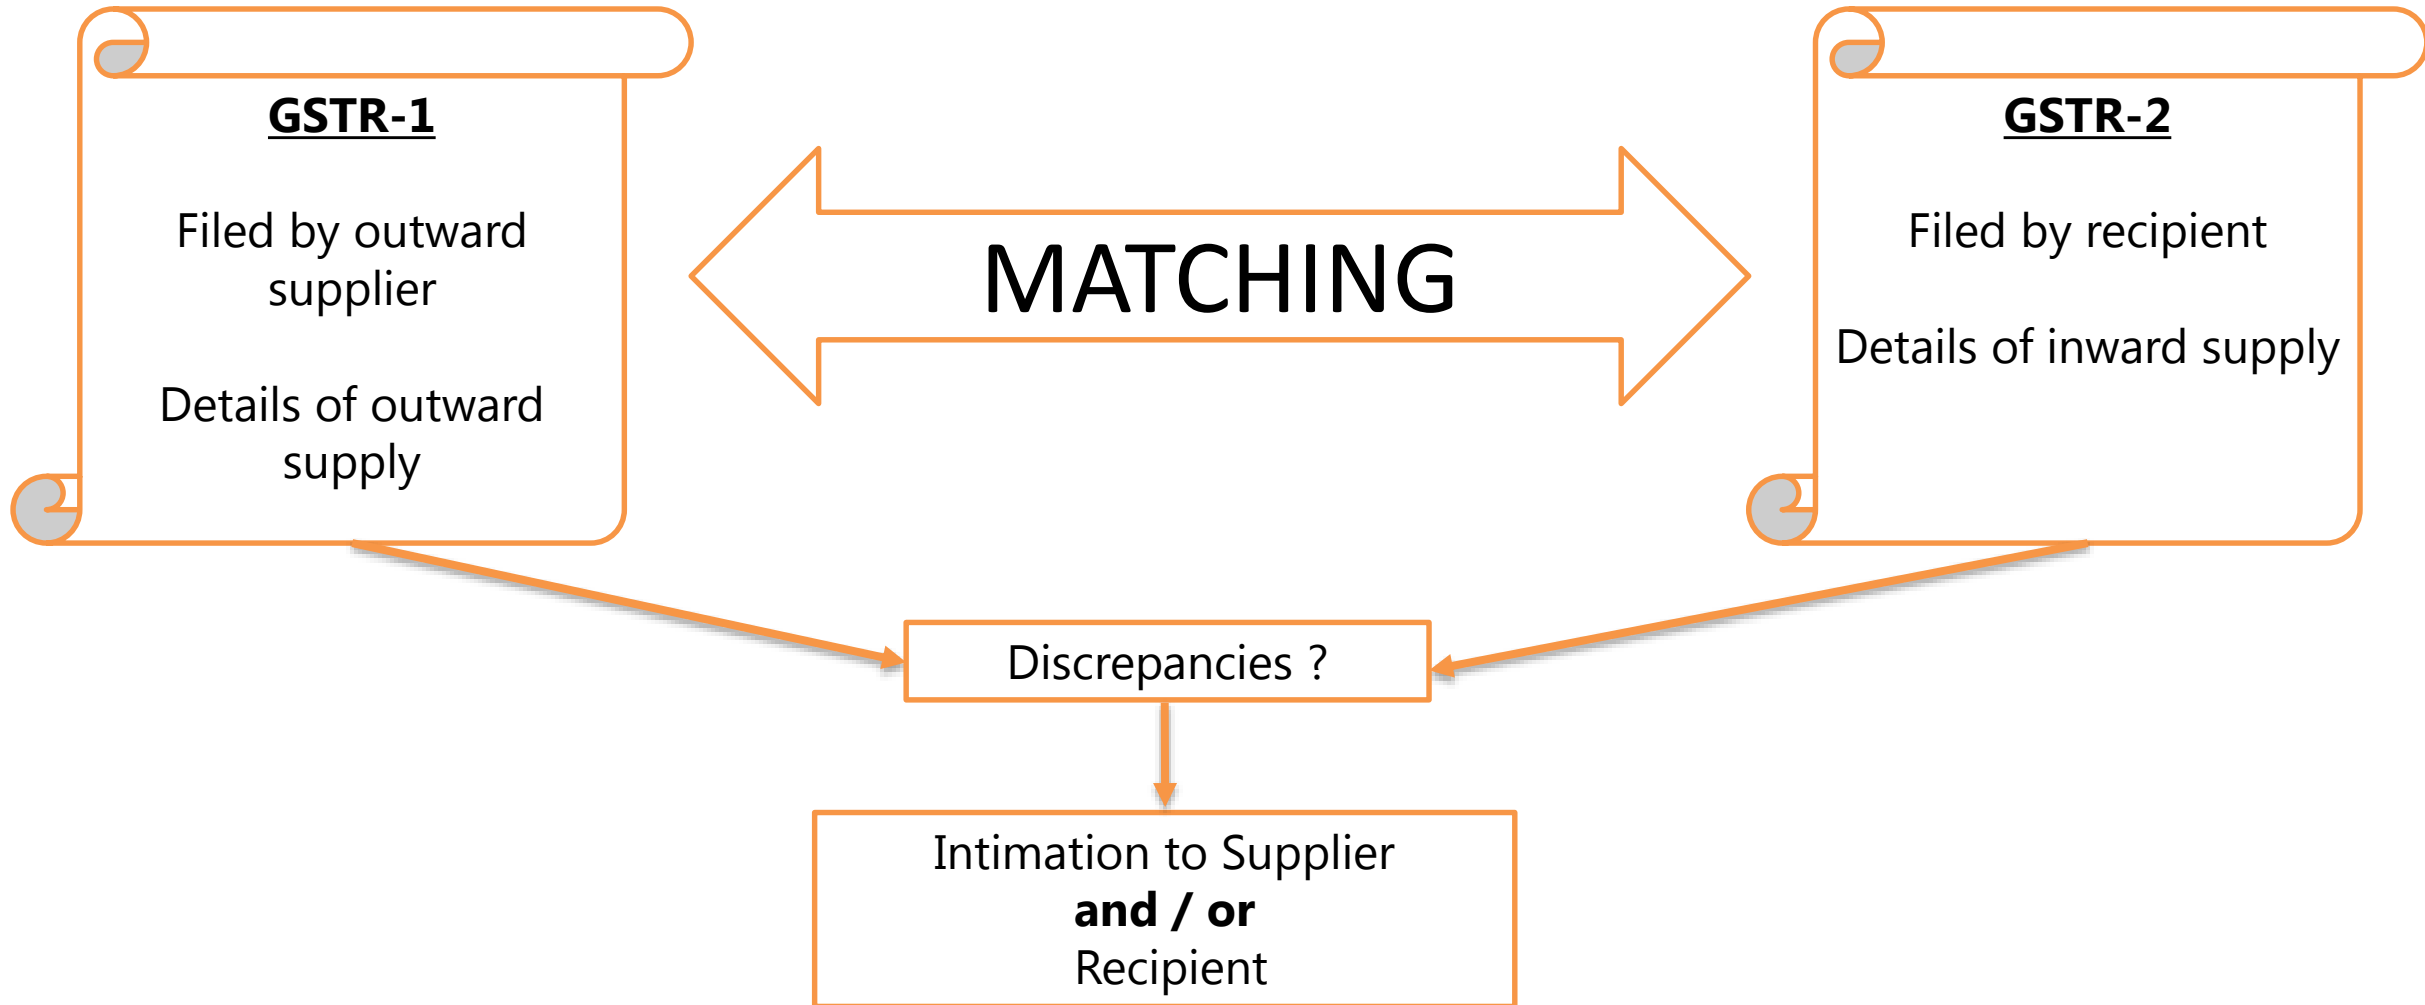 GSTR-1
Filed by outward
supplier
Details of outward
supply
MATCHING
GSTR-2
Filed by recipient
Details of inward supply
Discrepancies ?
Intimation to Supplier
and / or
Recipient